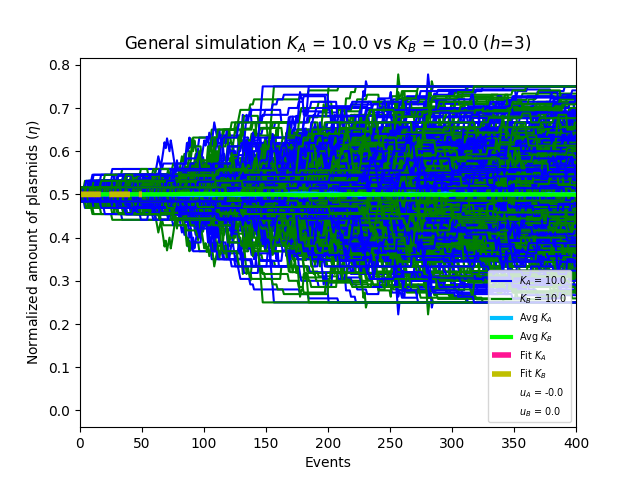 General simulation K_A = 10.0 vs K_B = 10.0 (h=3)
Normalized amount of plasmids (η)
0.8
0.7
0.6
0.5
0.4
0.3
0.2
0.1
0.0
K_A = 10.0
K_B = 10.0
Avg K_A
Avg K_B
Fit K_A
Fit K_B
u_A = -0.0
u_B = 0.0
0 50 100 150 200 250 300 350 400
Events